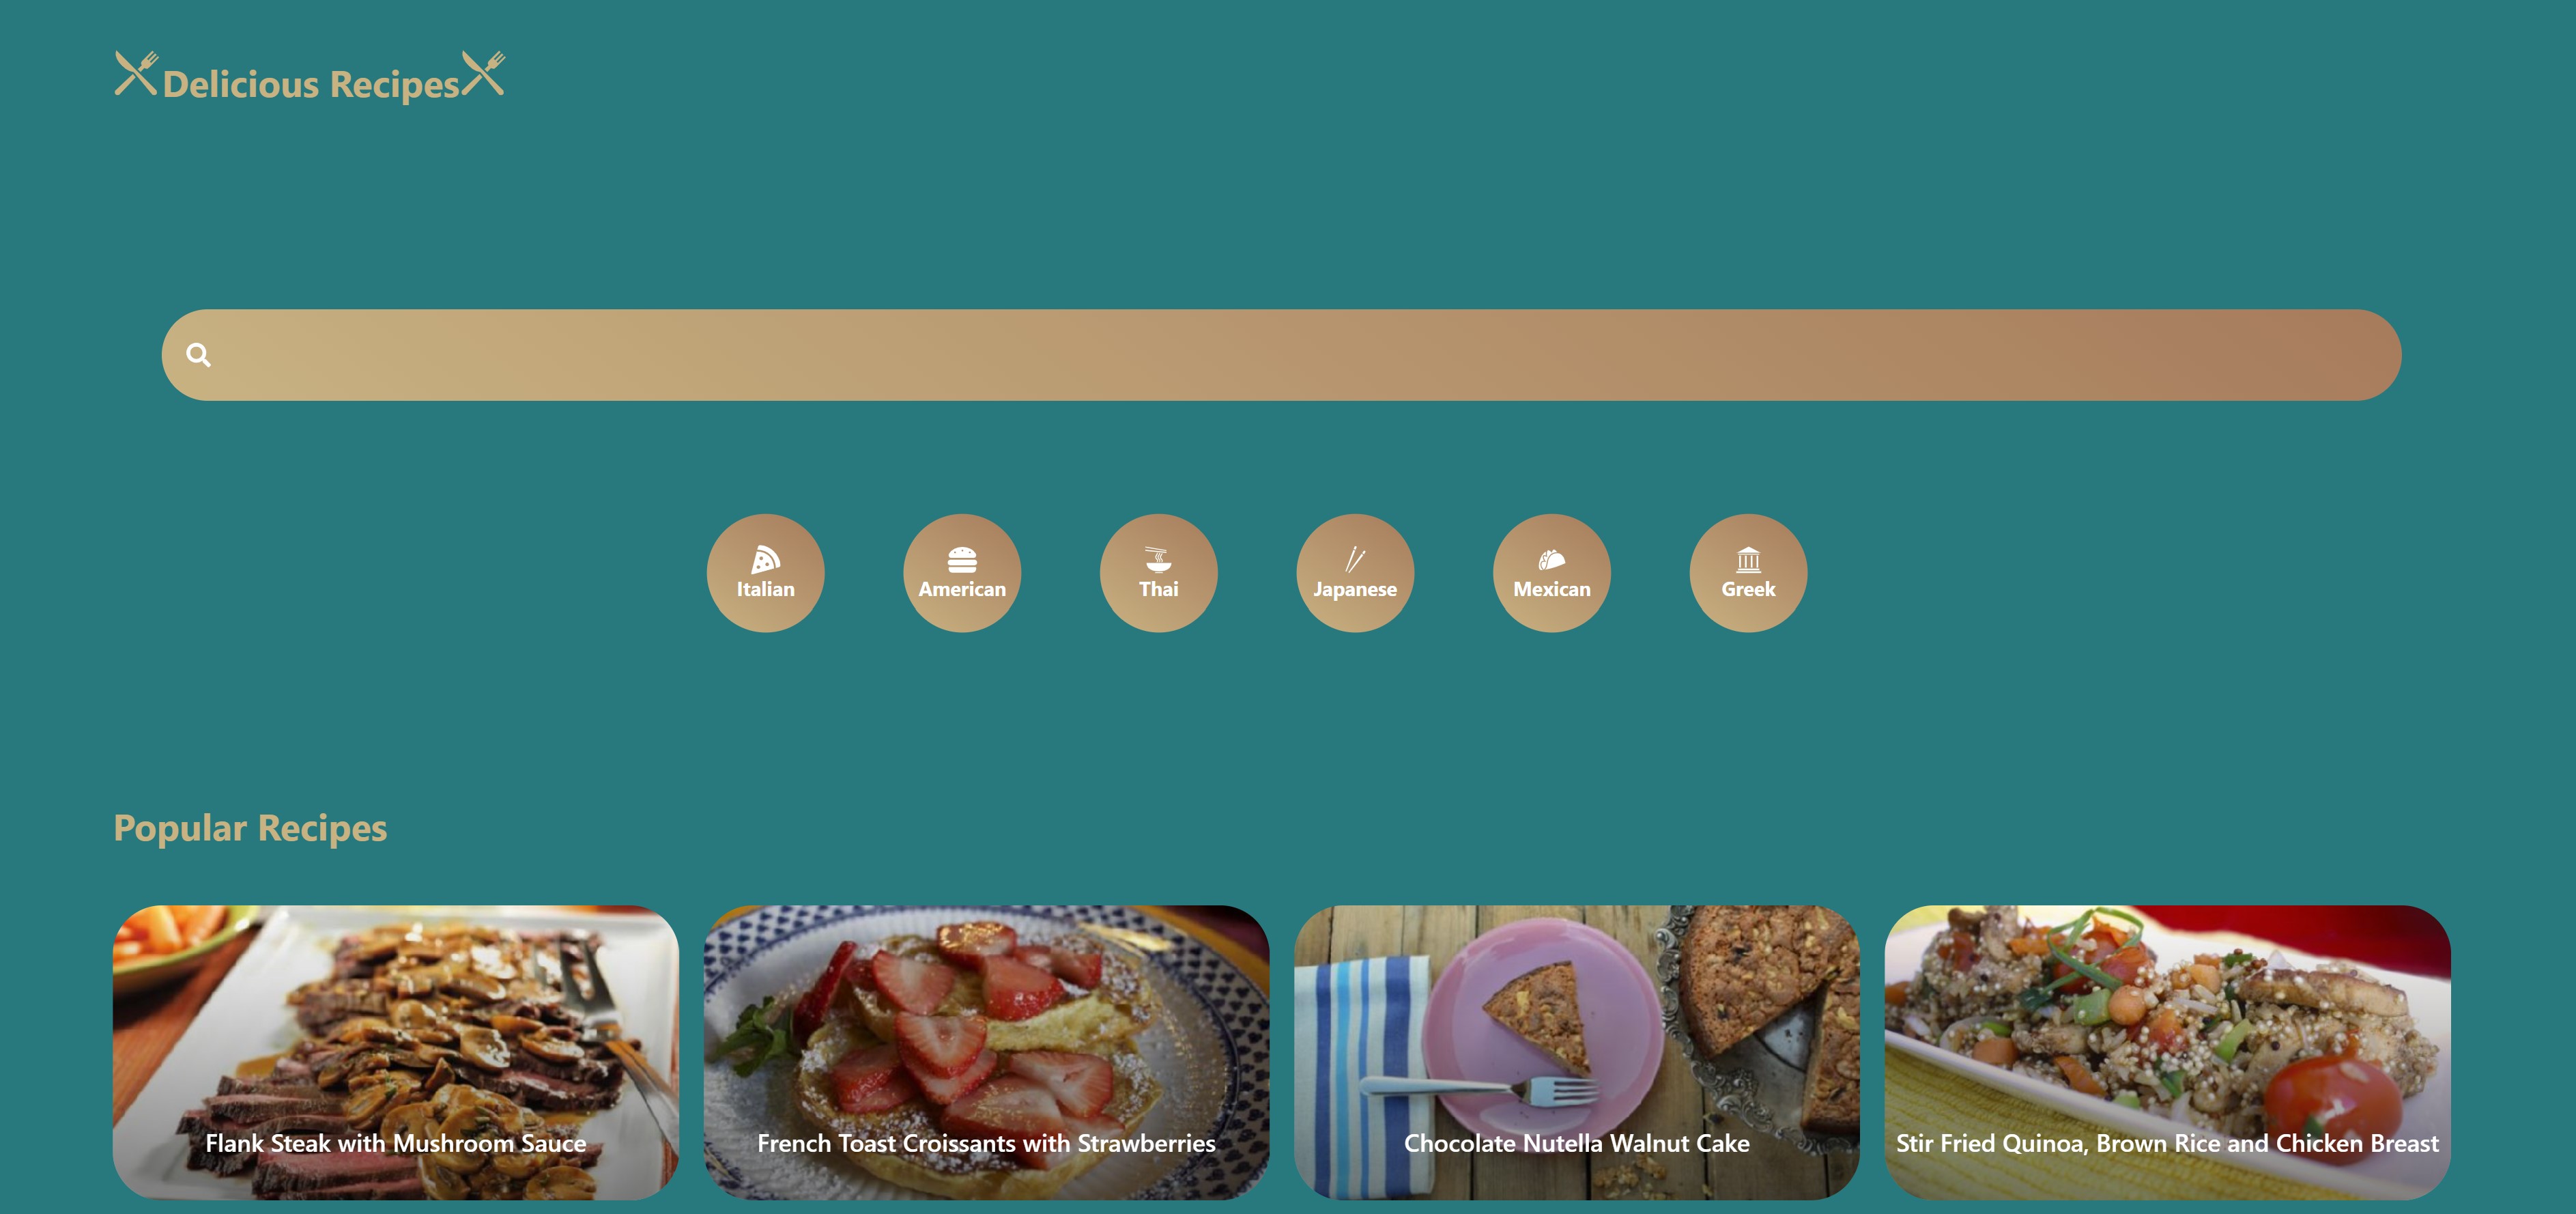 Delicious Recipes
Italian
American
Thai
Japanese
Mexican
Greek
Popular Recipes
Flank Steak with Mushroom Sauce
French Toast Croissants with Strawberries
Chocolate Nutella Walnut Cake
Stir Fried Quinoa, Brown Rice and Chicken Breast